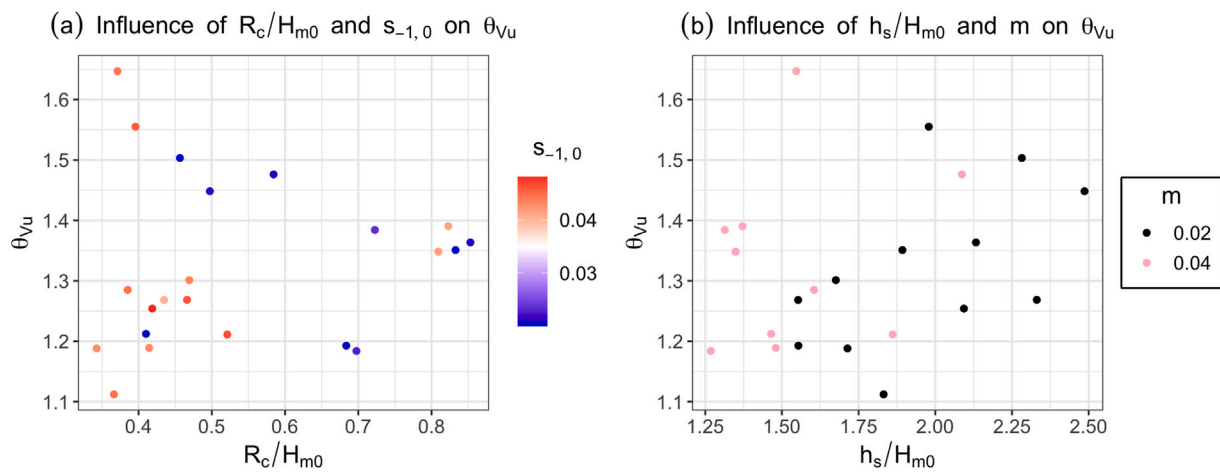 (a) Influence of R_c/H_m0 and s_−1, 0 on θ_Vu
θ_Vu
1.6
1.5
1.4
1.3
1.2
1.1
0.4 0.5 0.6 0.7 0.8
R_c/H_m0
s_−1, 0
0.04
0.03
(b) Influence of h_s/H_m0 and m on θ_Vu
θ_Vu
1.6
1.5
1.4
1.3
1.2
1.1
1.25 1.50 1.75 2.00 2.25 2.50
h_s/H_m0
m
0.02
0.04